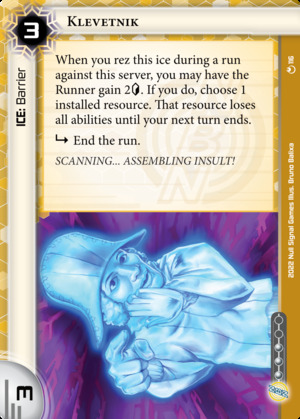 3
KLEVETNIK
ICE: Barrier
When you rez this ice during a run
against this server, you may have the
Runner gain 2. If you do, choose 1
installed resource. That resource loses
all abilities until your next turn ends.
End the run.
SCANNING... ASSEMBLING INSULT!
2022 Null Signal Games Illus. Bruno Balixa
3